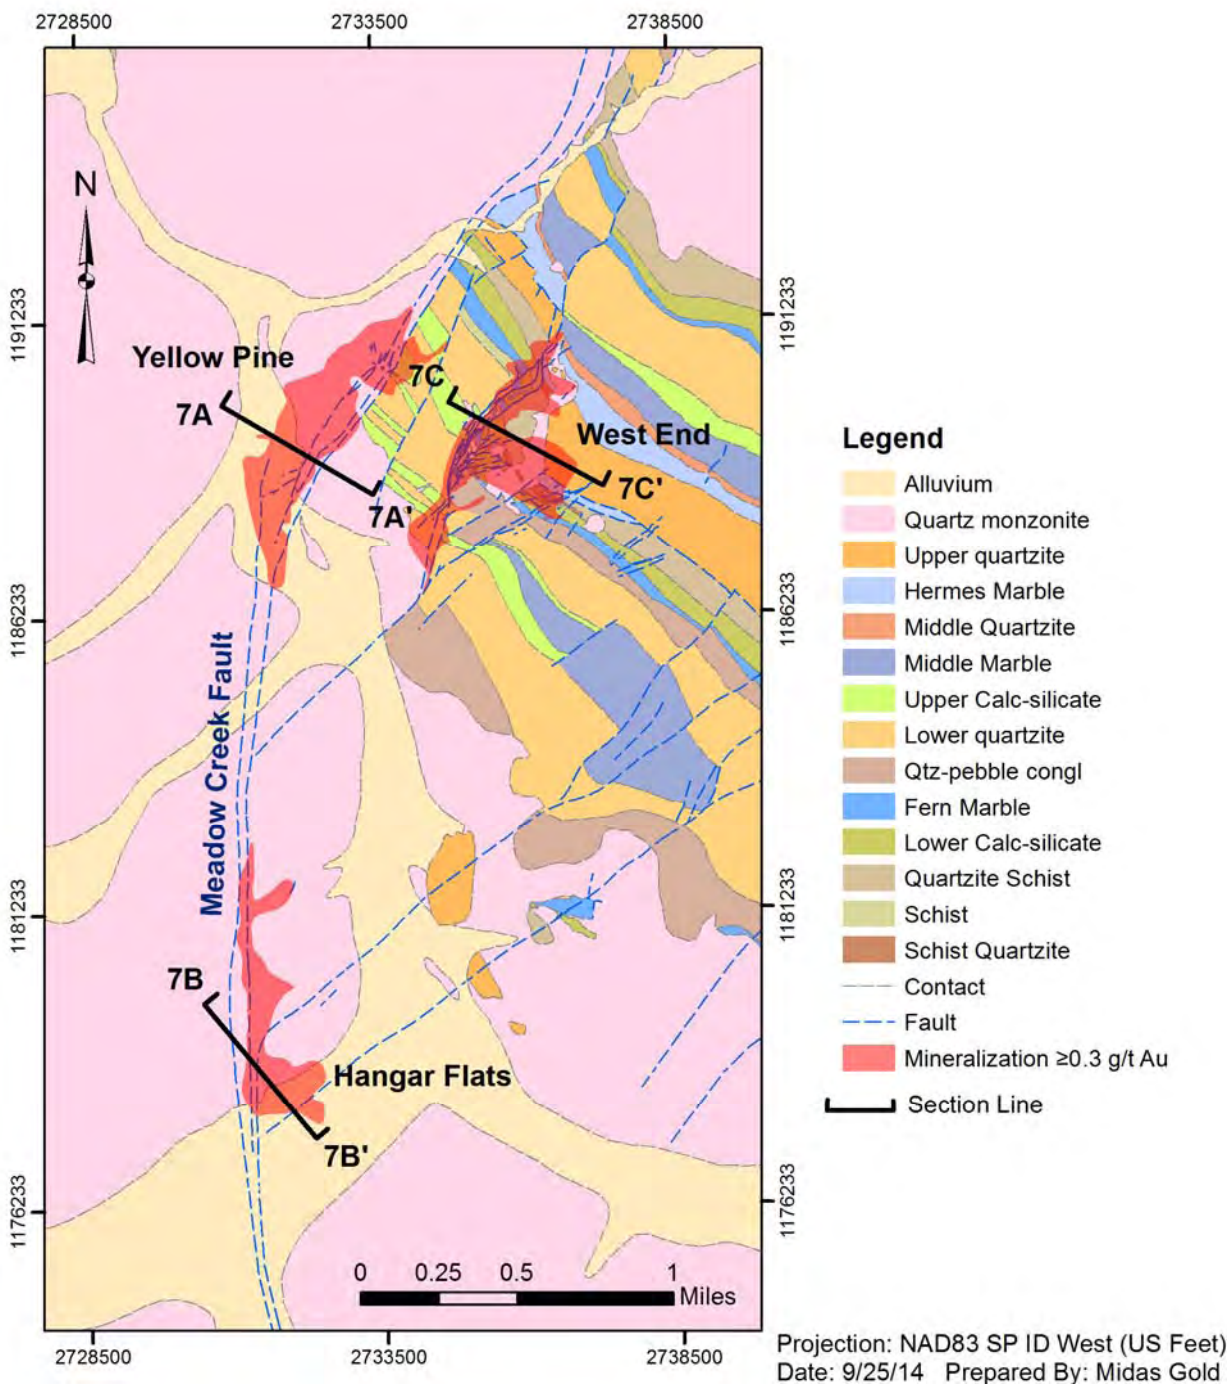 2728500
2733500
2738500
N
1191233
1191233
Yellow Pine
7A
7C
West End
7C'
7A'
1186233
1186233
Meadow Creek Fault
1181233
1181233
7B
Hangar Flats
7B'
1176233
1176233
0 0.25 0.5 1
Miles
2728500
2733500
2738500
Legend
Alluvium
Quartz monzonite
Upper quartzite
Hermes Marble
Middle Quartzite
Middle Marble
Upper Calc-silicate
Lower quartzite
Qtz-pebble congl
Fern Marble
Lower Calc-silicate
Quartzite Schist
Schist
Schist Quartzite
Contact
Fault
Mineralization ≥0.3 g/t Au
Section Line
Projection: NAD83 SP ID West (US Feet)
Date: 9/25/14 Prepared By: Midas Gold